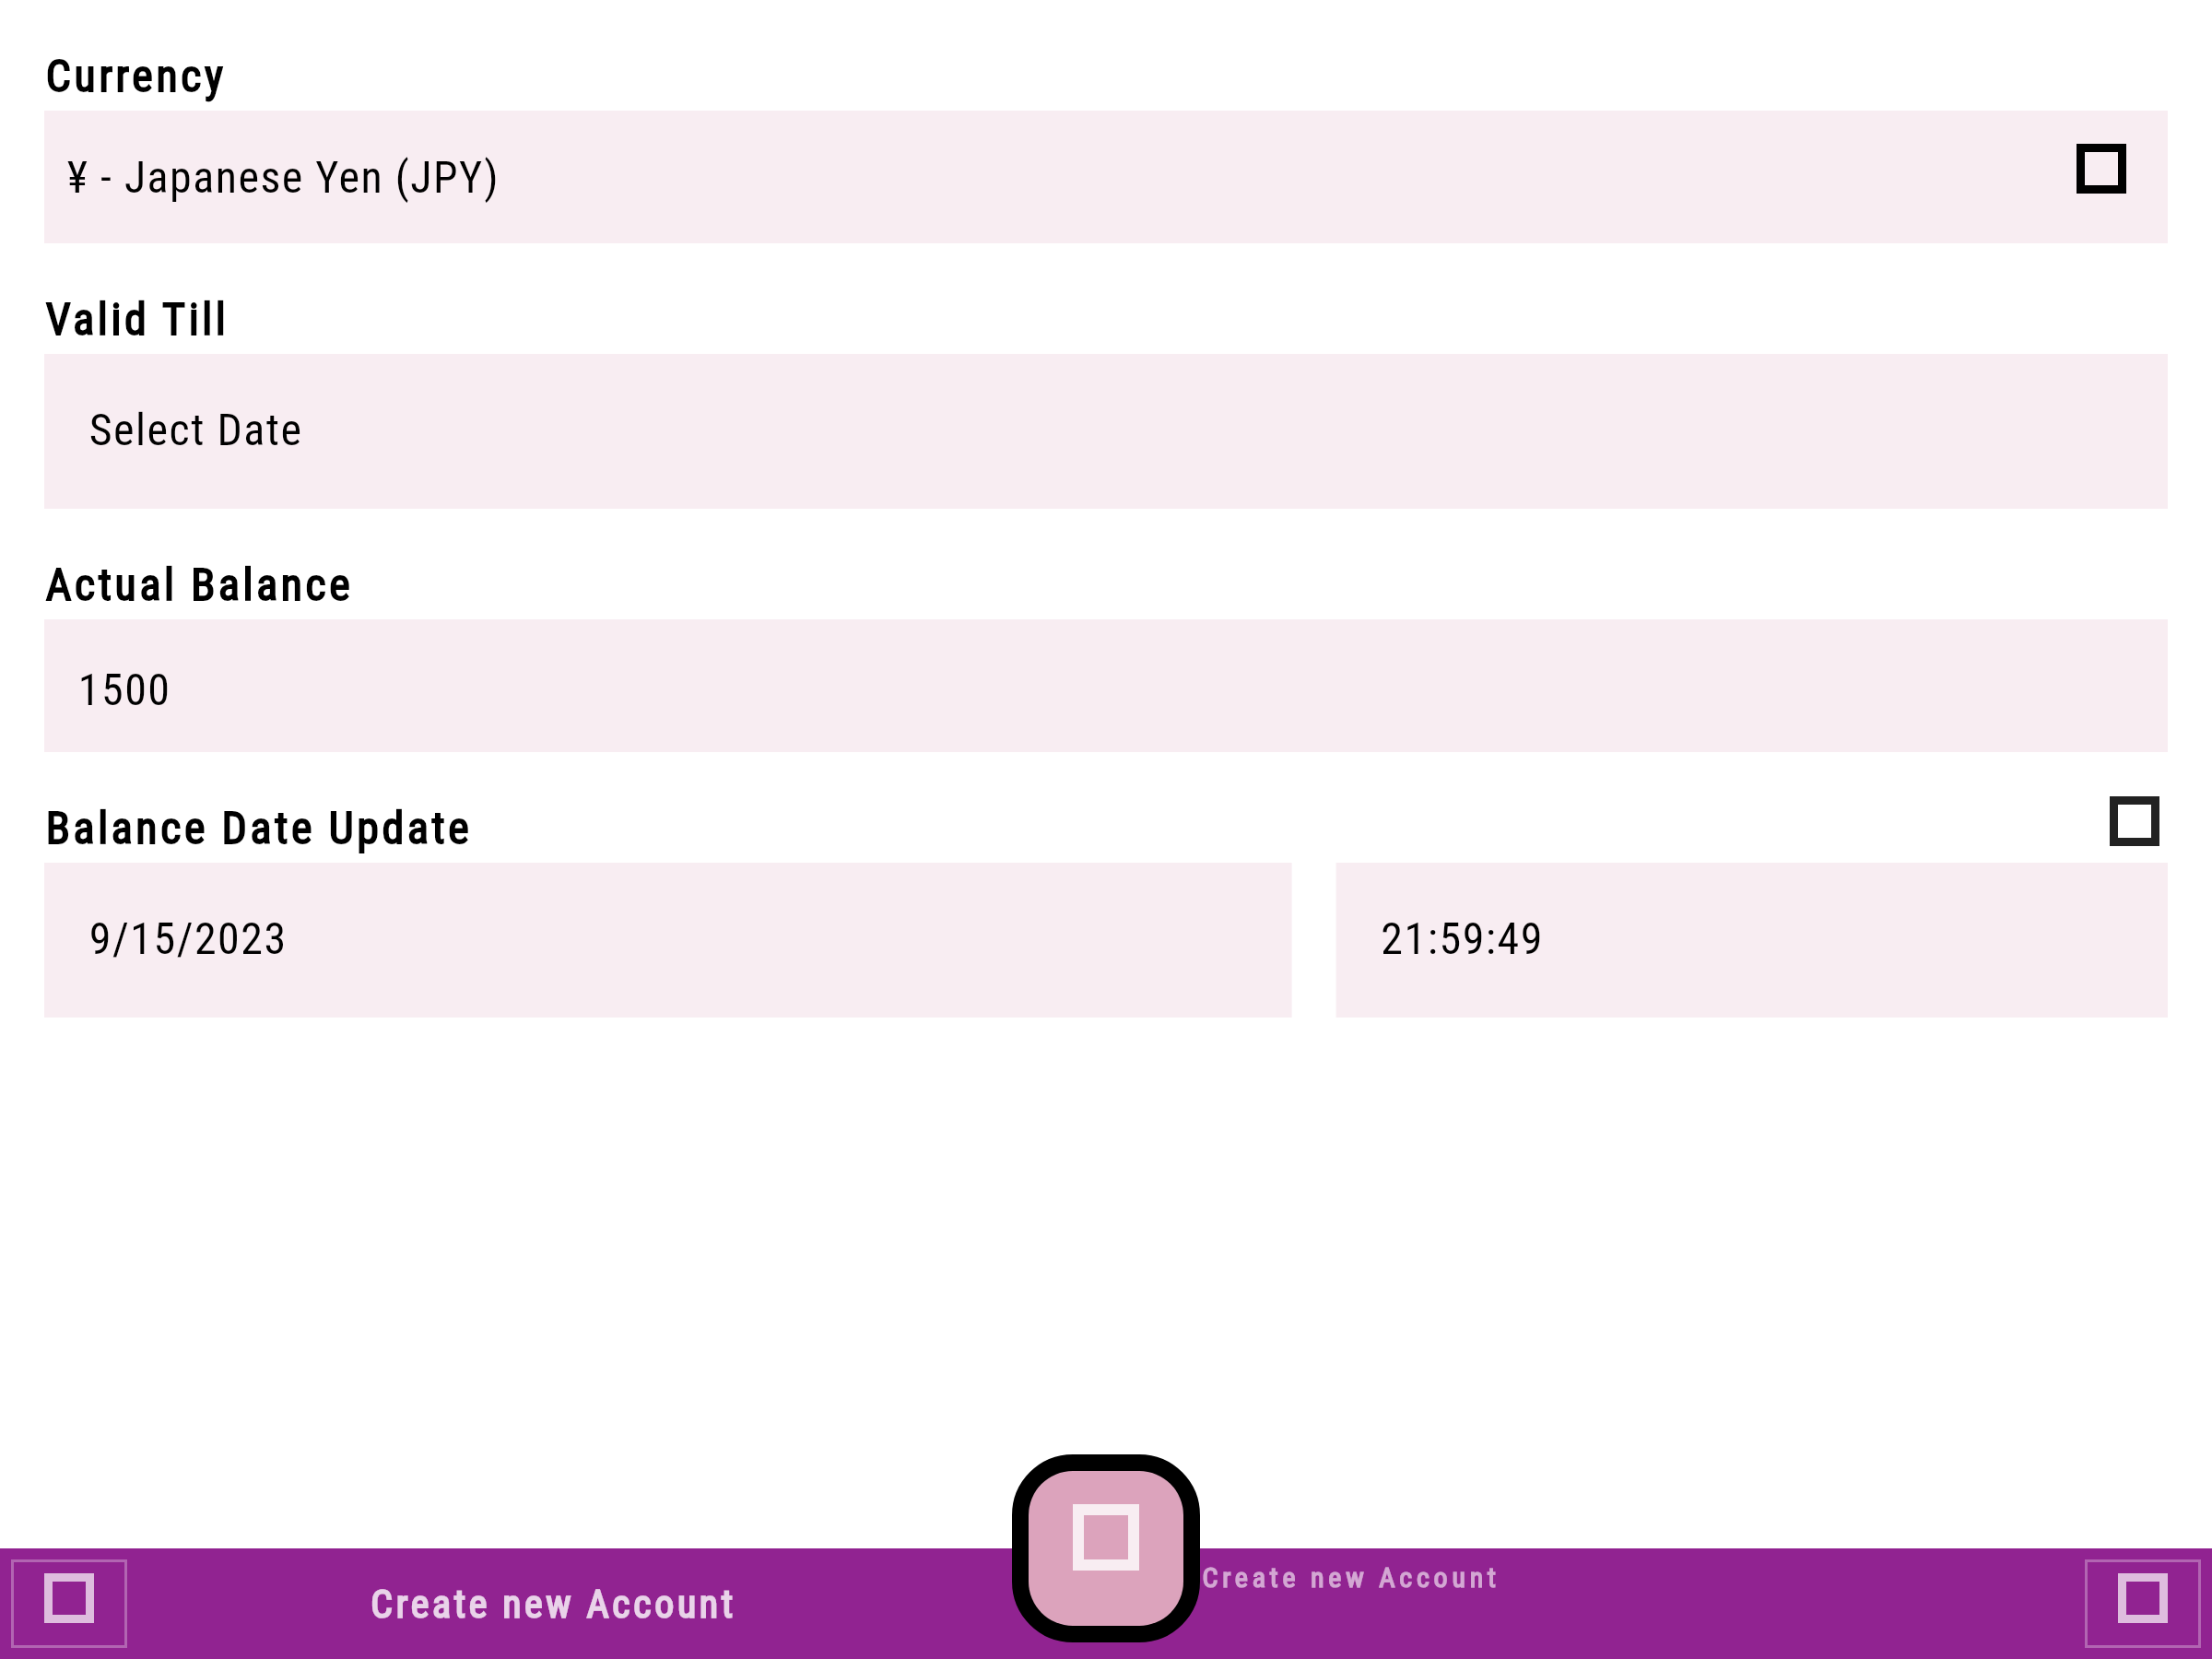 Currency
¥ - Japanese Yen (JPY)
Valid Till
Select Date
Actual Balance
1500
Balance Date Update
9/15/2023
21:59:49
Create new Account
Create new Account